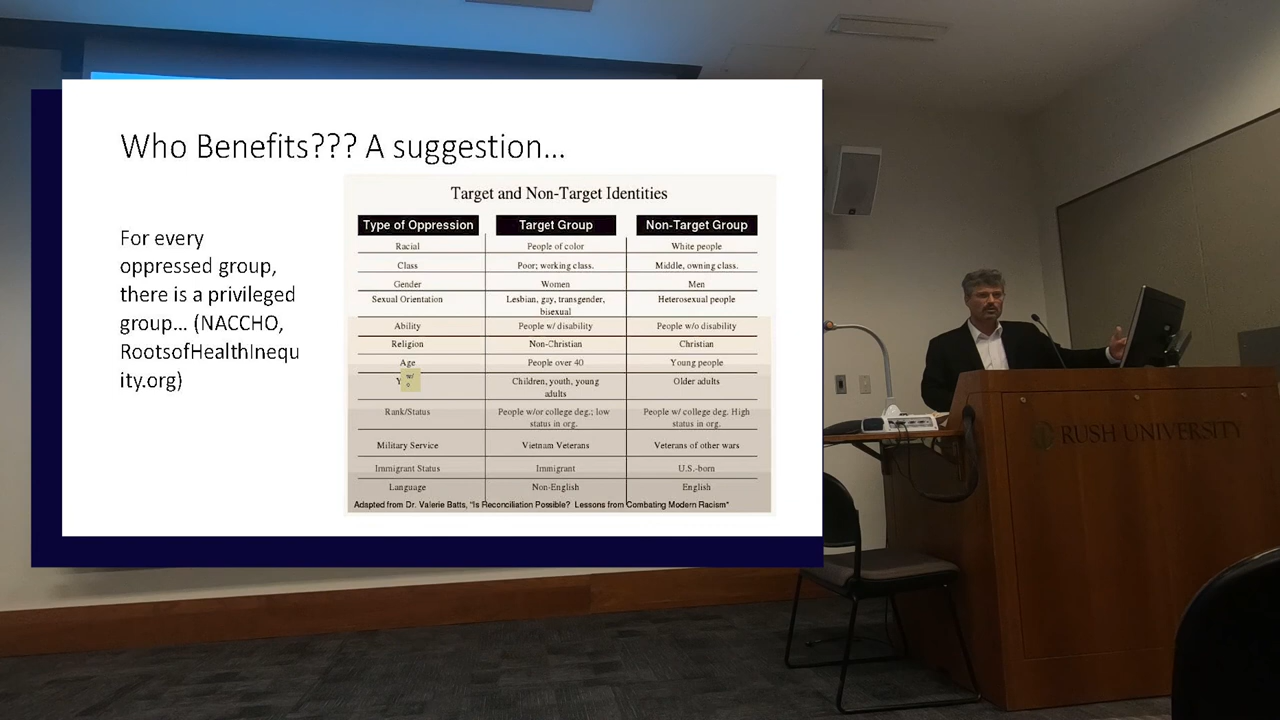 Who Benefits??? A suggestion...
For every
oppressed group,
there is a privileged
group... (NACCHO,
RootsofHealthInequ
ity.org)
Target and Non-Target Identities
Type of Oppression Target Group Non-Target Group
Racial People of color White people
Class Poor; working class. Middle, owning class.
Gender Women Men
Sexual Orientation Lesbian, gay, transgender, Heterosexual people
bisexual
Ability People w/ disability People w/o disability
Religion Non-Christian Christian
Age People over 40 Young people
Children, youth, young Older adults
adults
Rank/Status People w/or college deg.; low People w/ college deg. High
status in org. status in org.
Military Service Vietnam Veterans Veterans of other wars
Immigrant Status Immigrant U.S.-born
Language Non-English English
Adapted from Dr. Valerie Batts, "Is Reconciliation Possible? Lessons from Combating Modern Racism"
RUSH UNIVERSITY